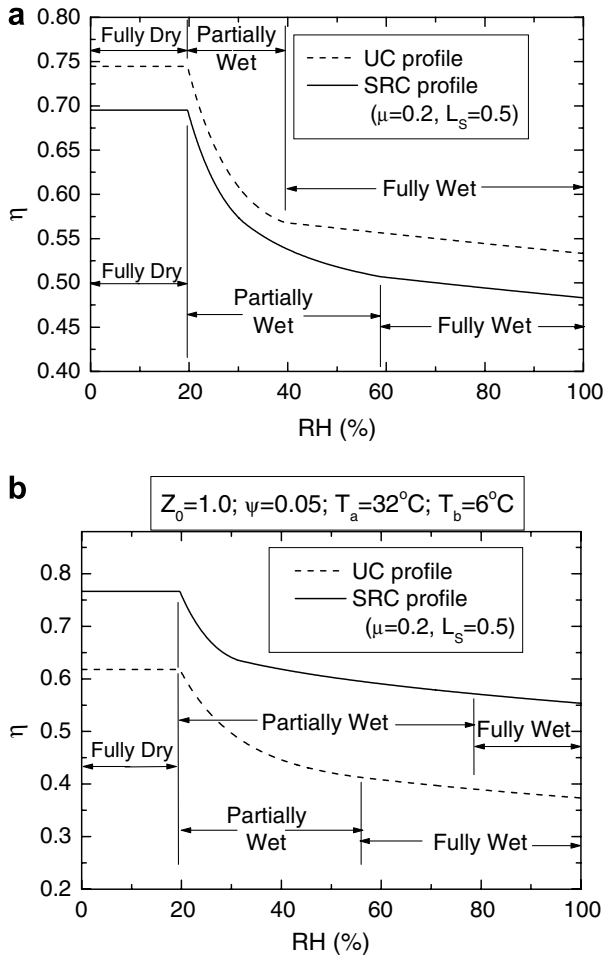 a
0.80
0.75
0.70
0.65
0.60
0.55
0.50
0.45
0.40
η
Fully Dry
Partially
Wet
UC profile
SRC profile
(μ=0.2, L_S=0.5)
Fully Wet
Fully Dry
Partially
Wet
Fully Wet
0 20 40 60 80 100
RH (%)
b
Z_0=1.0; ψ=0.05; T_a=32°C; T_b=6°C
0.8
0.7
0.6
0.5
0.4
0.3
0.2
η
UC profile
SRC profile
(μ=0.2, L_S=0.5)
Partially Wet
Fully Wet
Fully Dry
Partially
Wet
Fully Wet
0 20 40 60 80 100
RH (%)